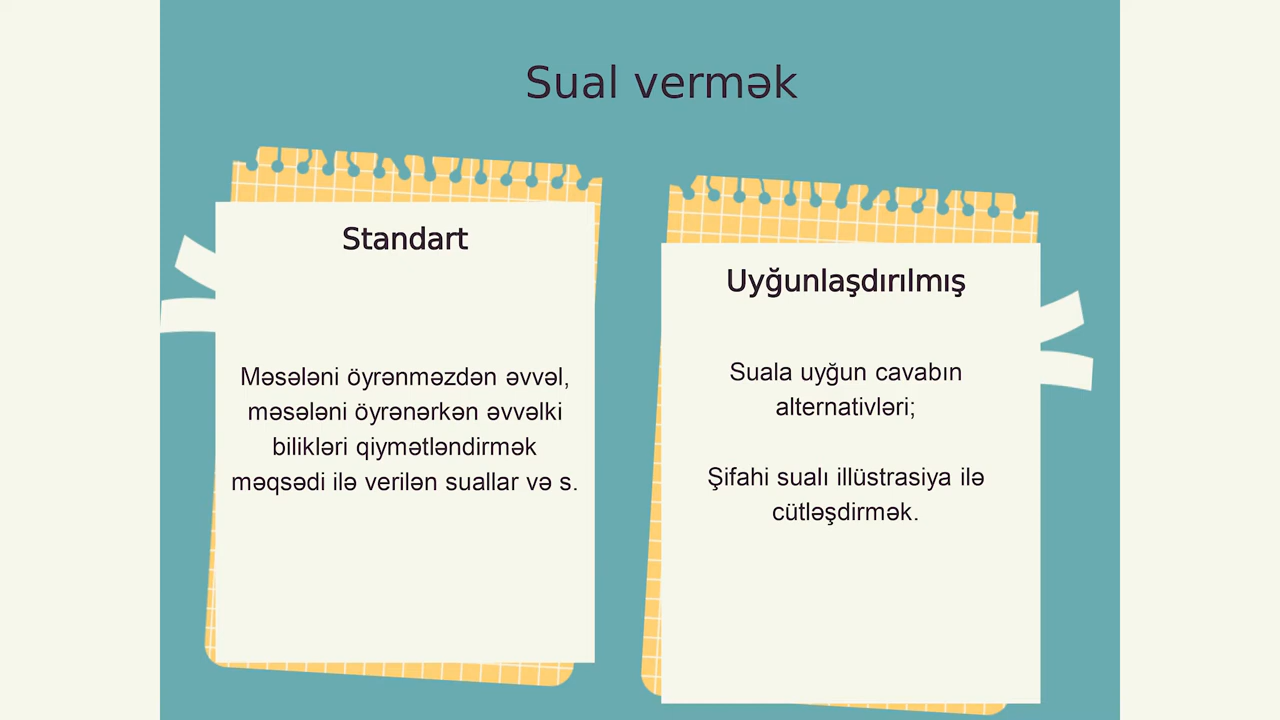 Sual vermək
Standart
Məsələni öyrənməzdən əvvəl,
məsələni öyrənərkən əvvəlki
bilikləri qiymətləndirmək
məqsədi ilə verilən suallar və s.
Uyğunlaşdırılmış
Suala uyğun cavabın
alternativləri;
Şifahi sualı illüstrasiya ilə
cütləşdirmək.